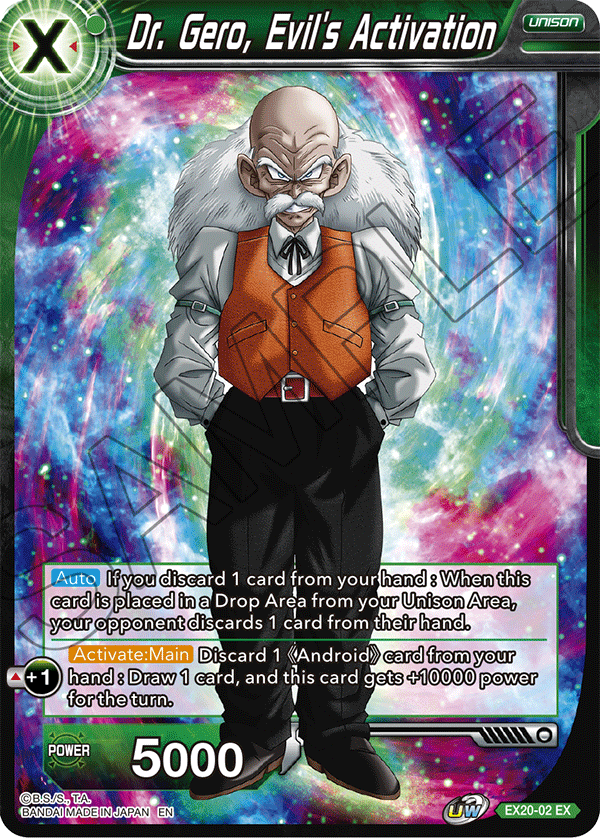 X
Dr. Gero, Evil's Activation
UNISON
SAMPLE
Auto If you discard 1 card from your hand : When this
card is placed in a Drop Area from your Unison Area,
your opponent discards 1 card from their hand.
+1
Activate:Main Discard 1 《Android》 card from your
hand : Draw 1 card, and this card gets +10000 power
for the turn.
POWER
5000
©B.S./S., T.A.
BANDAI MADE IN JAPAN EN
UW
EX20-02 EX